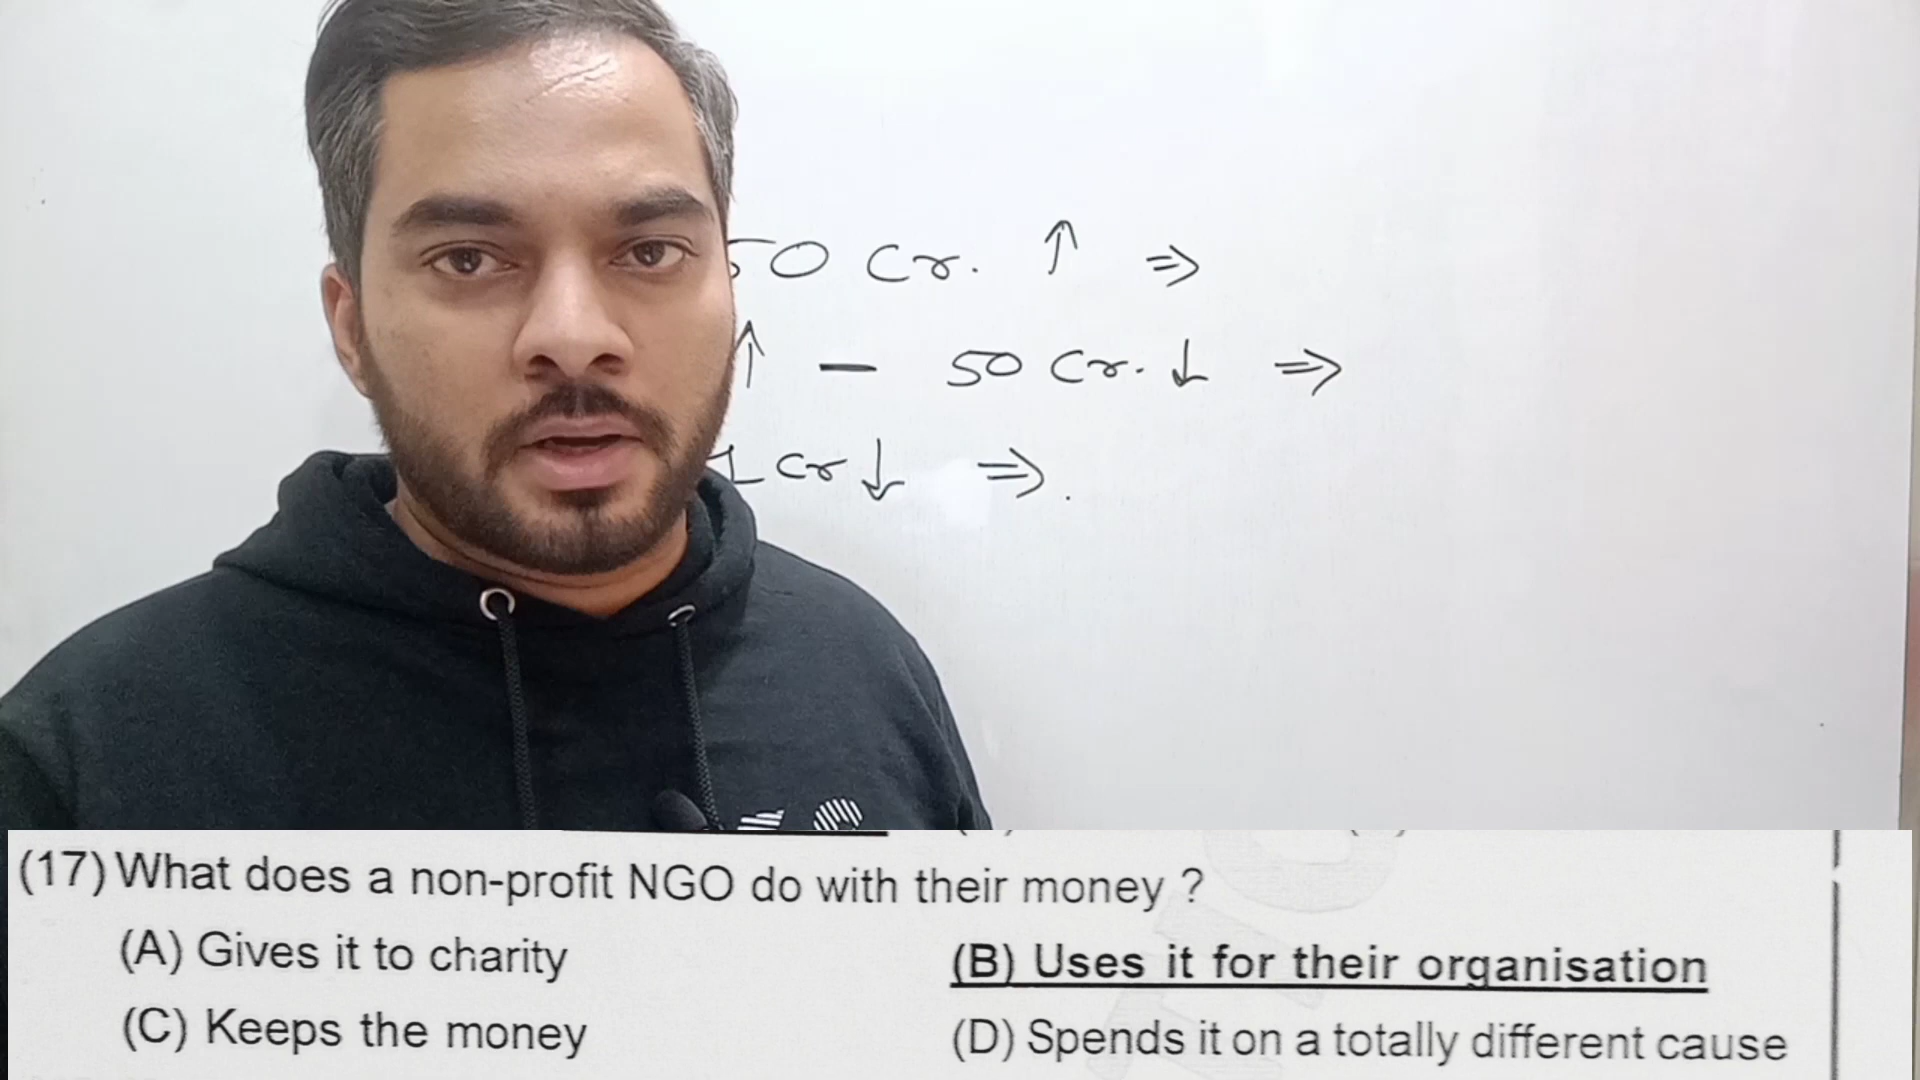 50 Cr. ↑ ⇒
↑ — 50 Cr. ↓ ⇒
1 Cr ↓ ⇒.
(17) What does a non-profit NGO do with their money ?
(A) Gives it to charity
(B) Uses it for their organisation
(C) Keeps the money
(D) Spends it on a totally different cause